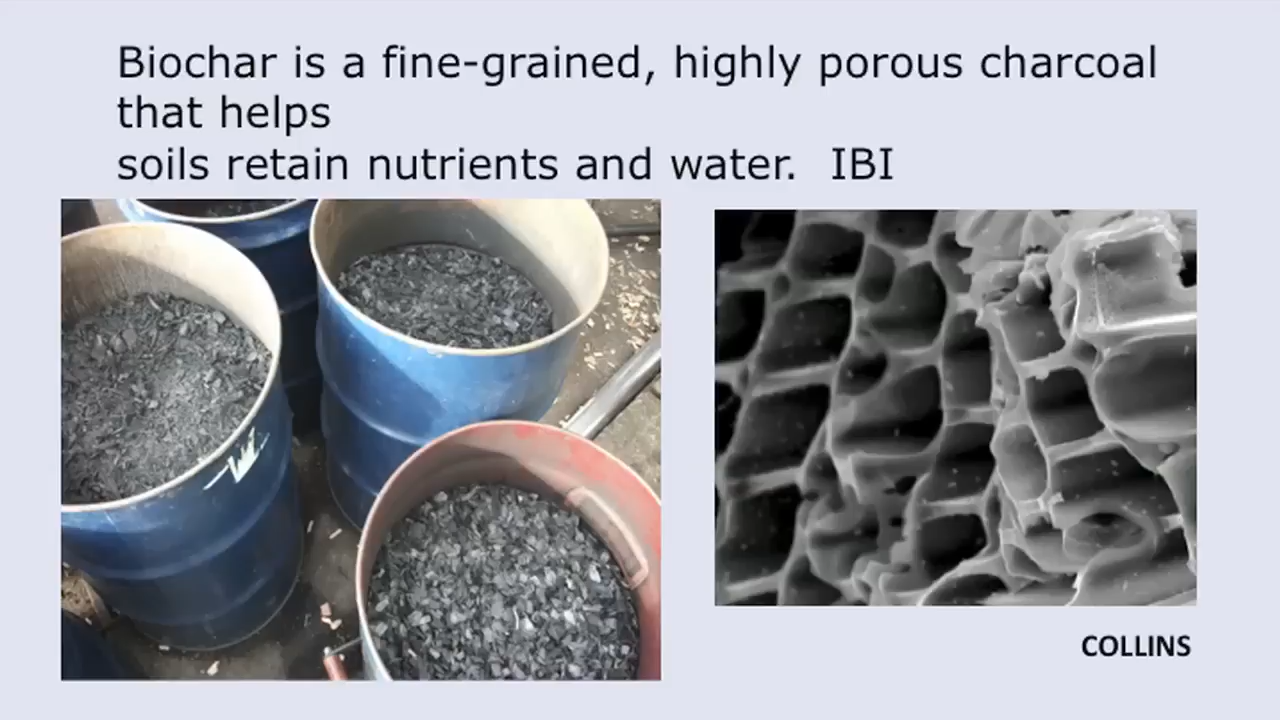 Biochar is a fine-grained, highly porous charcoal
that helps
soils retain nutrients and water.  IBI
COLLINS